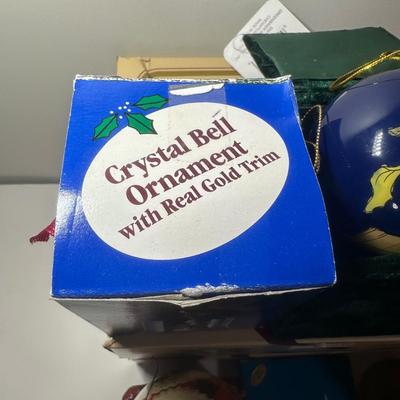 Crystal Bell
Ornament
with Real Gold Trim